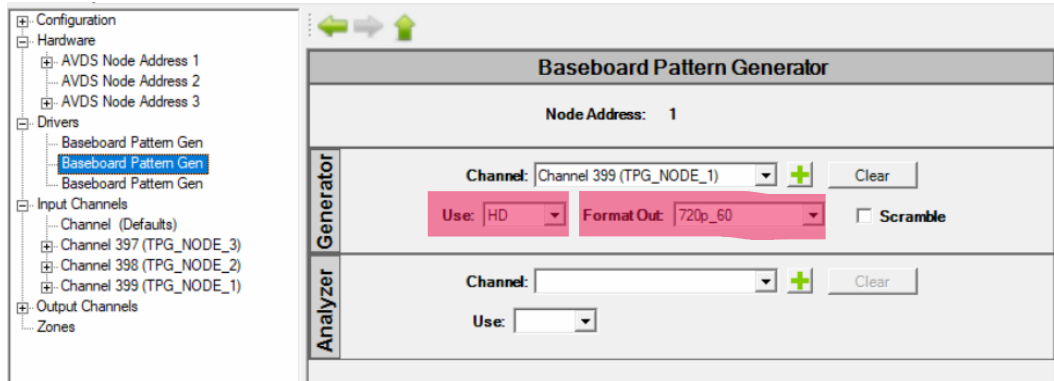 Configuration
Hardware
AVDS Node Address 1
AVDS Node Address 2
AVDS Node Address 3
Drivers
Baseboard Pattern Gen
Baseboard Pattern Gen
Baseboard Pattern Gen
Input Channels
Channel (Defaults)
Channel 397 (TPG_NODE_3)
Channel 398 (TPG_NODE_2)
Channel 399 (TPG_NODE_1)
Output Channels
Zones
Baseboard Pattern Generator
Node Address: 1
Generator
Channel: Channel 399 (TPG_NODE_1) Clear
Use: HD Format Out: 720p_60 Scramble
Analyzer
Channel: Clear
Use: